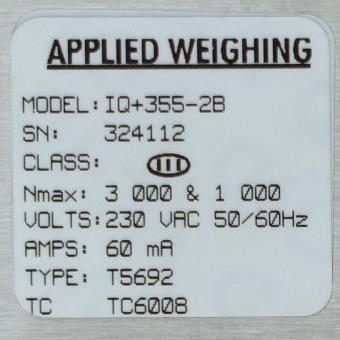 APPLIED WEIGHING
MODEL: IQ+355-2B
SN: 324112
CLASS: III
Nmax: 3 000 & 1 000
VOLTS: 230 VAC 50/60Hz
AMPS: 60 mA
TYPE: T5692
TC TC6008